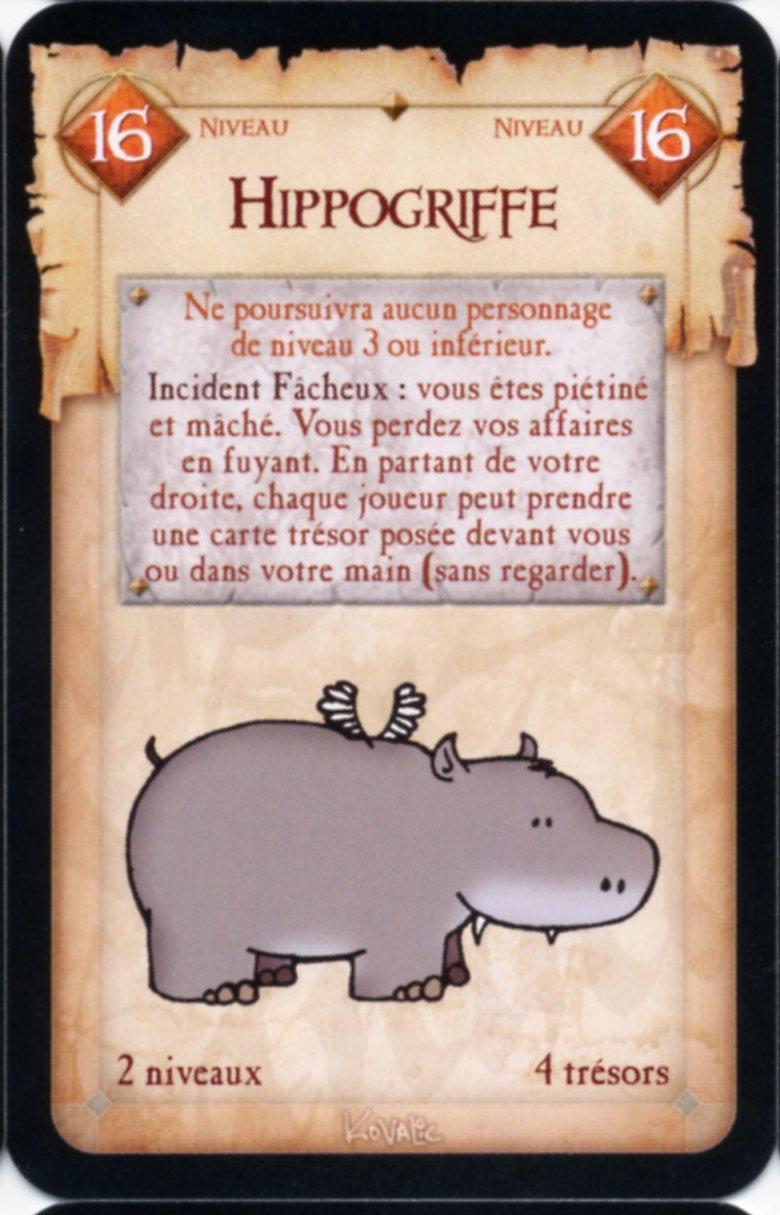 16 Niveau Niveau 16
Hippogriffe
Ne poursuivra aucun personnage
de niveau 3 ou inférieur.
Incident Fâcheux : vous êtes piétiné
et mâché. Vous perdez vos affaires
en fuyant. En partant de votre
droite, chaque joueur peut prendre
une carte trésor posée devant vous
ou dans votre main (sans regarder).
2 niveaux 4 trésors
Kovalic